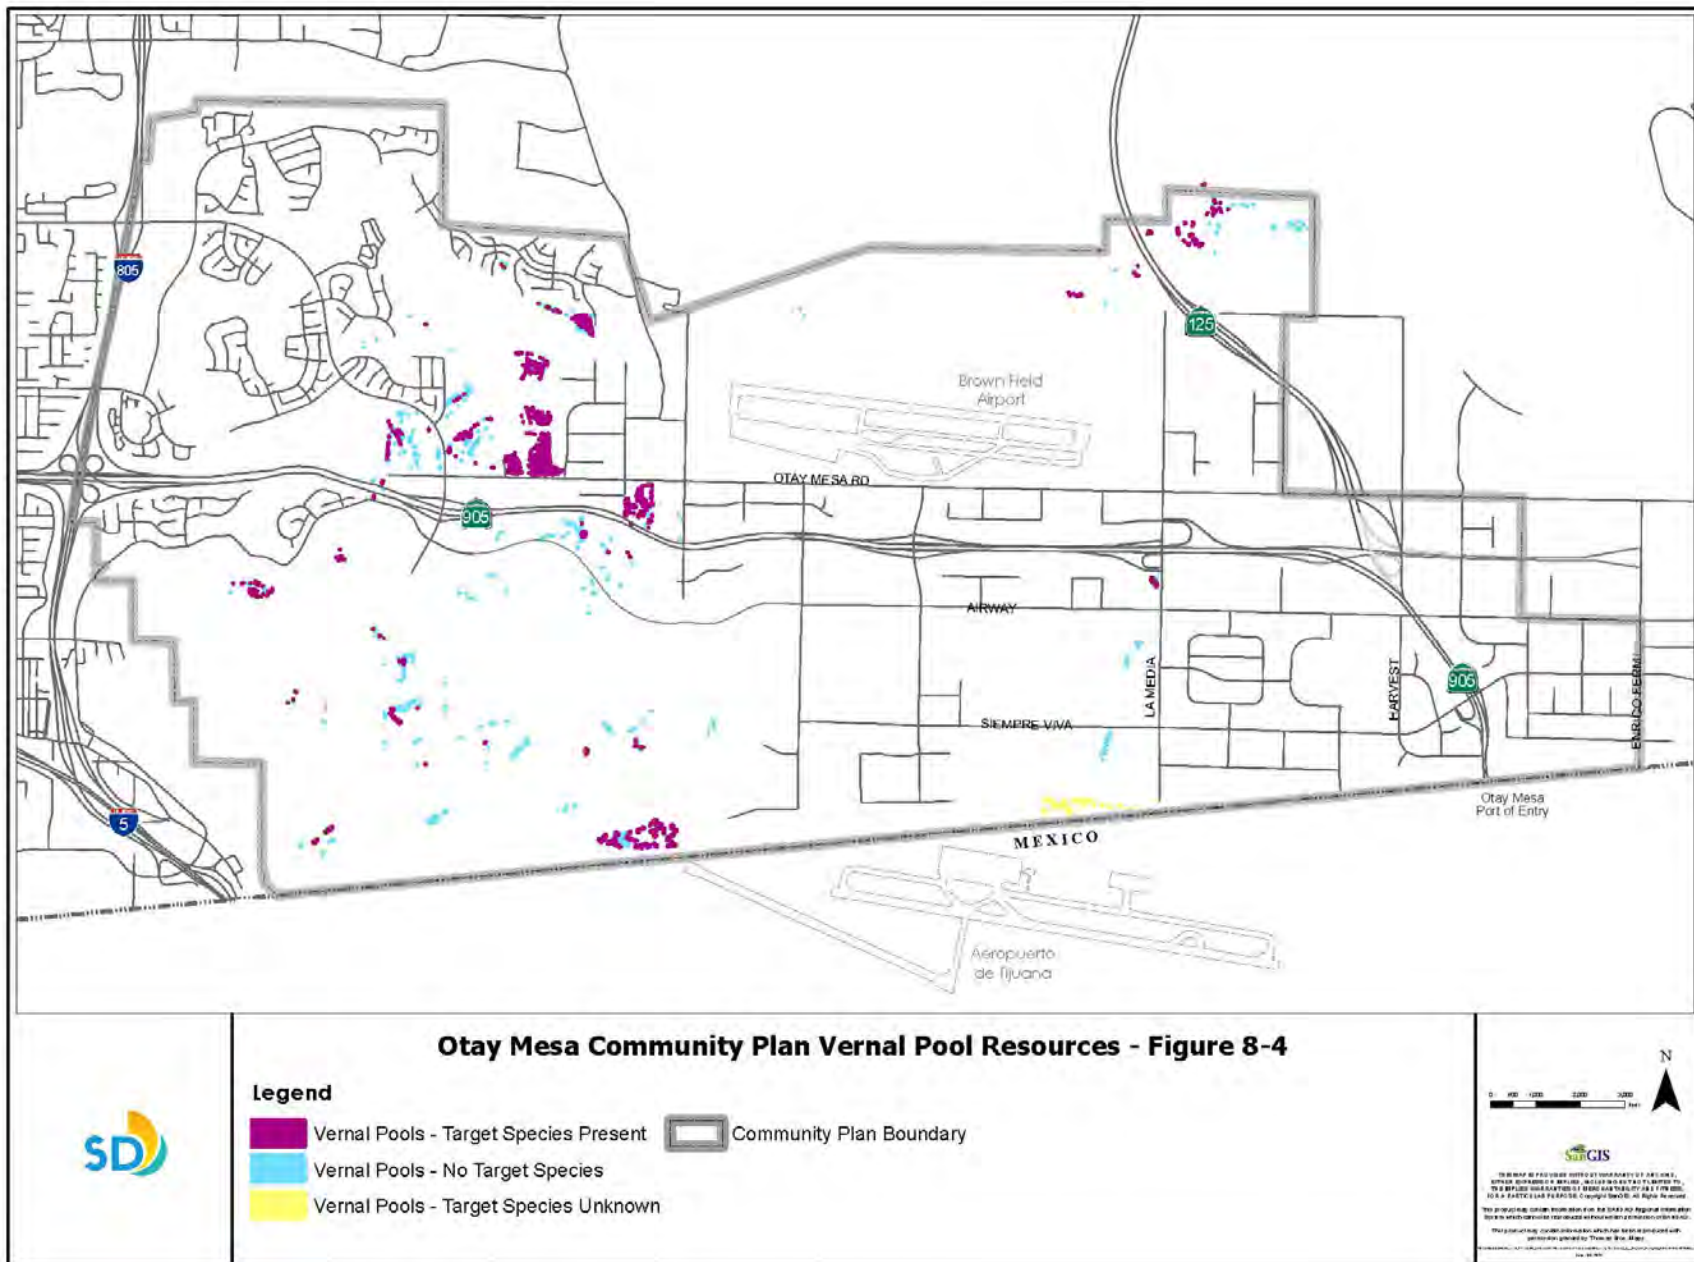 805
125
Brown Field
Airport
OTAY MESA RD
905
AIRWAY
LA MEDIA
HARVEST
905
ENRICO FERMI
SIEMPRE VIVA
5
Otay Mesa
Port of Entry
MEXICO
Aeropuerto
de Tijuana
Otay Mesa Community Plan Vernal Pool Resources - Figure 8-4
Legend
Vernal Pools - Target Species Present
Community Plan Boundary
Vernal Pools - No Target Species
Vernal Pools - Target Species Unknown
SD
N
SanGIS